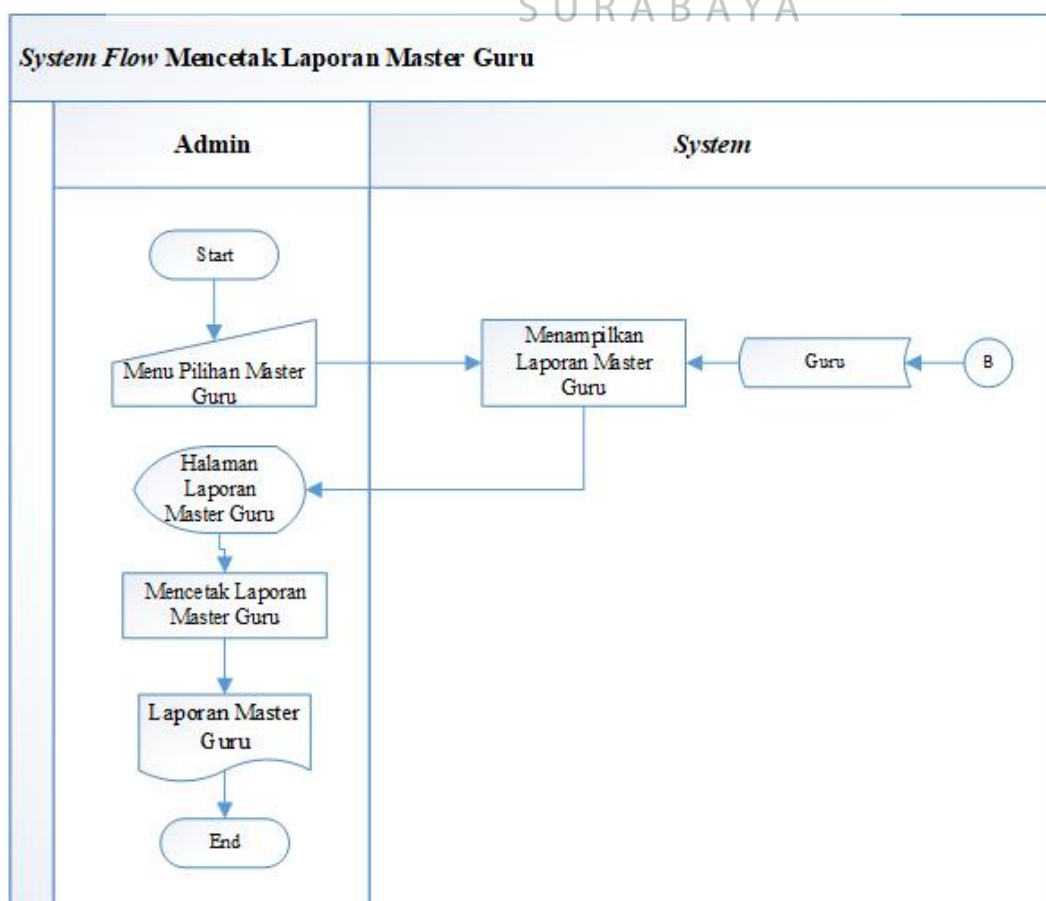 SURABAYA
System Flow Mencetak Laporan Master Guru
Admin
System
Start
Menu Pilihan Master
Guru
Menampilkan
Laporan Master
Guru
Guru
B
Halaman
Laporan
Master Guru
Mencetak Laporan
Master Guru
Laporan Master
Guru
End